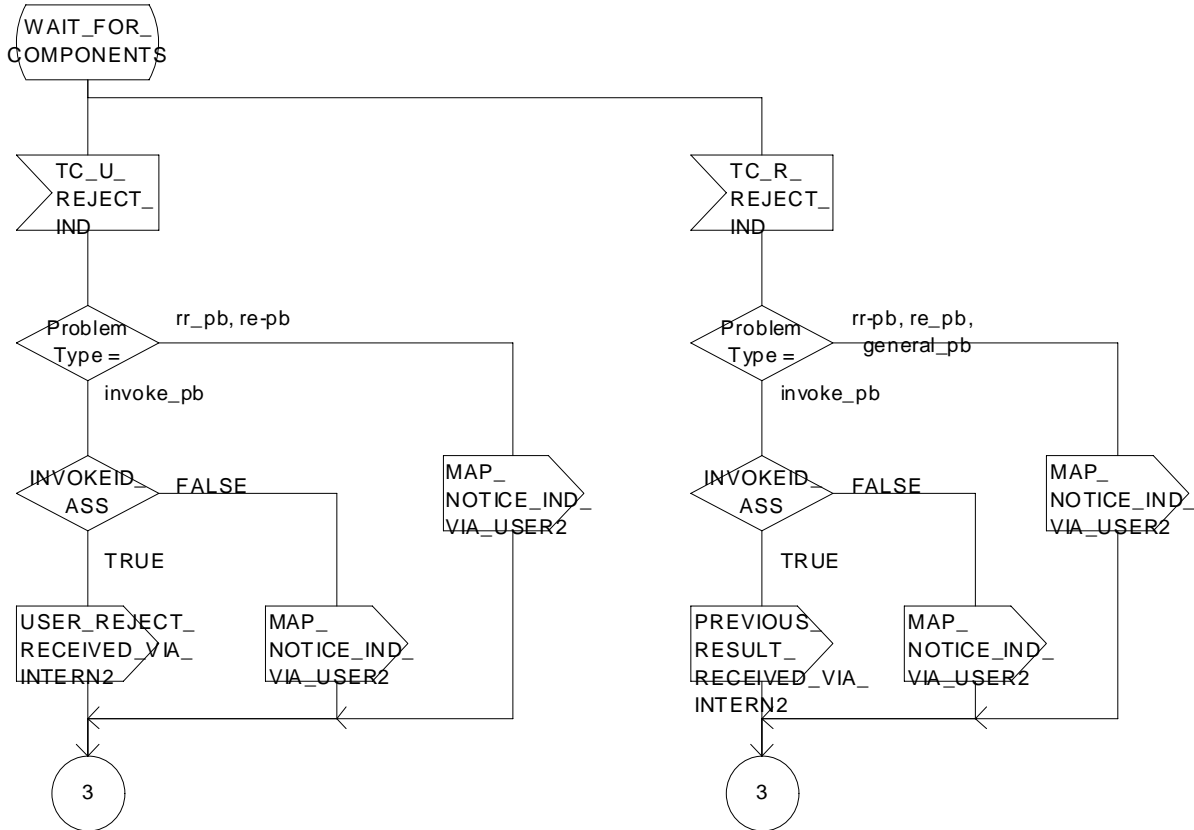 WAIT_FOR_
COMPONENTS
TC_U_
REJECT_
IND
TC_R_
REJECT_
IND
Problem
Type =
rr_pb, re-pb
invoke_pb
Problem
Type =
rr-pb, re_pb,
general_pb
invoke_pb
INVOKEID_
ASS
FALSE
TRUE
MAP_
NOTICE_IND_
VIA_USER2
INVOKEID_
ASS
FALSE
TRUE
MAP_
NOTICE_IND_
VIA_USER2
USER_REJECT_
RECEIVED_VIA_
INTERN2
MAP_
NOTICE_IND_
VIA_USER2
PREVIOUS_
RESULT_
RECEIVED_VIA_
INTERN2
MAP_
NOTICE_IND_
VIA_USER2
3
3